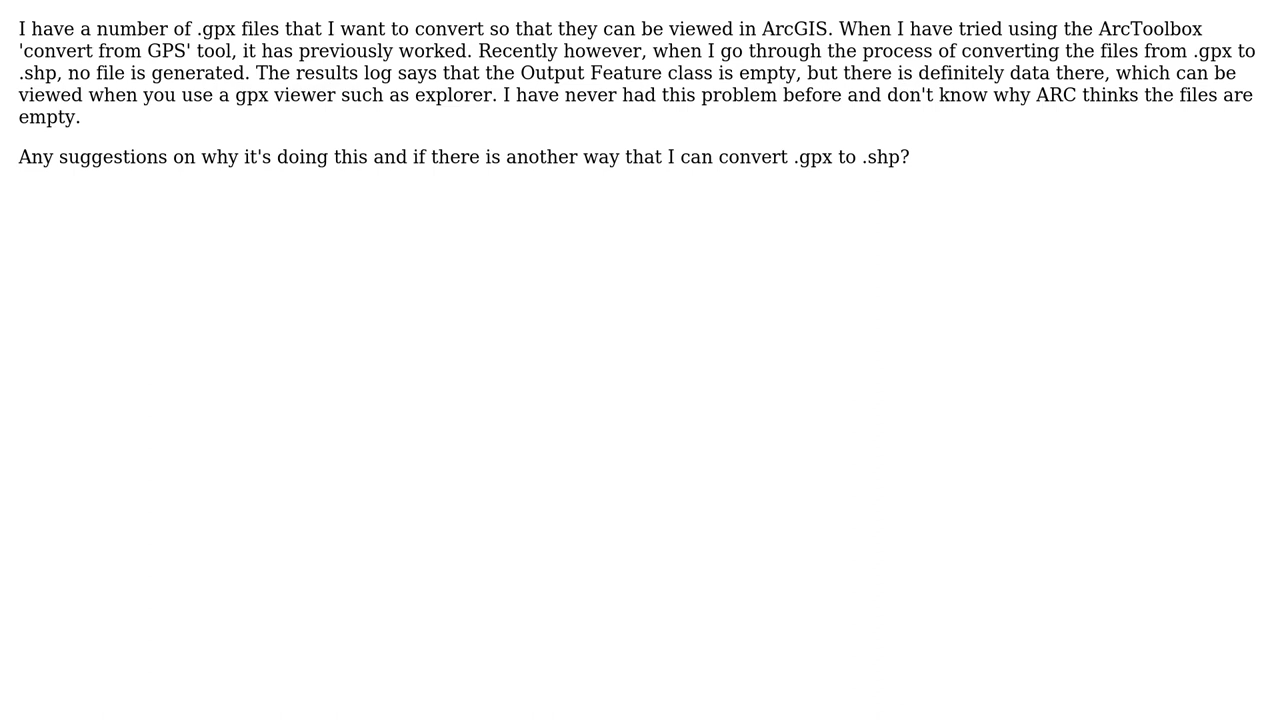 I have a number of .gpx files that I want to convert so that they can be viewed in ArcGIS. When I have tried using the ArcToolbox
'convert from GPS' tool, it has previously worked. Recently however, when I go through the process of converting the files from .gpx to
.shp, no file is generated. The results log says that the Output Feature class is empty, but there is definitely data there, which can be
viewed when you use a gpx viewer such as explorer. I have never had this problem before and don't know why ARC thinks the files are
empty.
Any suggestions on why it's doing this and if there is another way that I can convert .gpx to .shp?